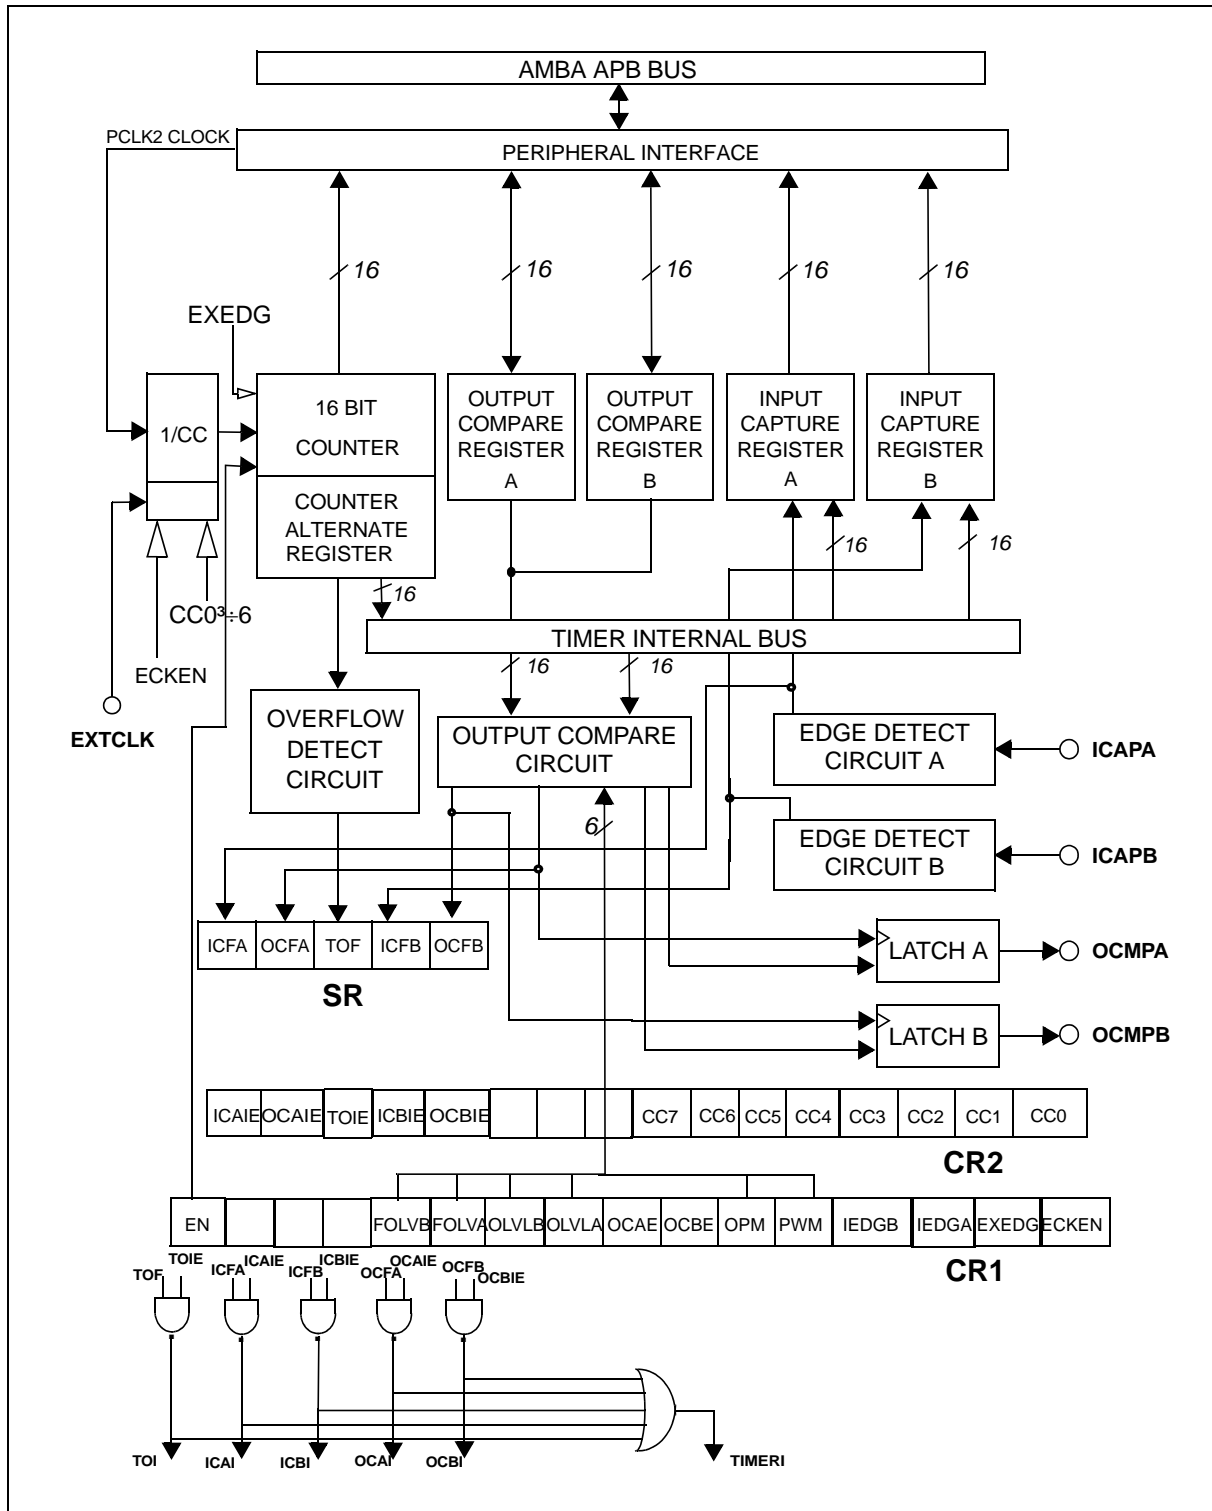 AMBA APB BUS
PCLK2 CLOCK
PERIPHERAL INTERFACE
16
16
16
16
16
EXEDG
1/CC
16 BIT
COUNTER
COUNTER
ALTERNATE
REGISTER
OUTPUT
COMPARE
REGISTER
A
OUTPUT
COMPARE
REGISTER
B
INPUT
CAPTURE
REGISTER
A
INPUT
CAPTURE
REGISTER
B
16
16
16
CC0³÷6
ECKEN
EXTCLK
TIMER INTERNAL BUS
16
16
OVERFLOW
DETECT
CIRCUIT
OUTPUT COMPARE
CIRCUIT
6
EDGE DETECT
CIRCUIT A
ICAPA
EDGE DETECT
CIRCUIT B
ICAPB
ICFA OCFA TOF ICFB OCFB
SR
LATCH A
OCMPA
LATCH B
OCMPB
ICAIE OCAIE TOIE ICBIE OCBIE CC7 CC6 CC5 CC4 CC3 CC2 CC1 CC0
CR2
EN FOLVB FOLVA OLVLB OLVLA OCAE OCBE OPM PWM IEDGB IEDGA EXEDG ECKEN
CR1
TOF TOIE ICFA ICAIE ICFB ICBIE OCFA OCAIE OCFB OCBIE
TOI ICAI ICBI OCAI OCBI TIMERI